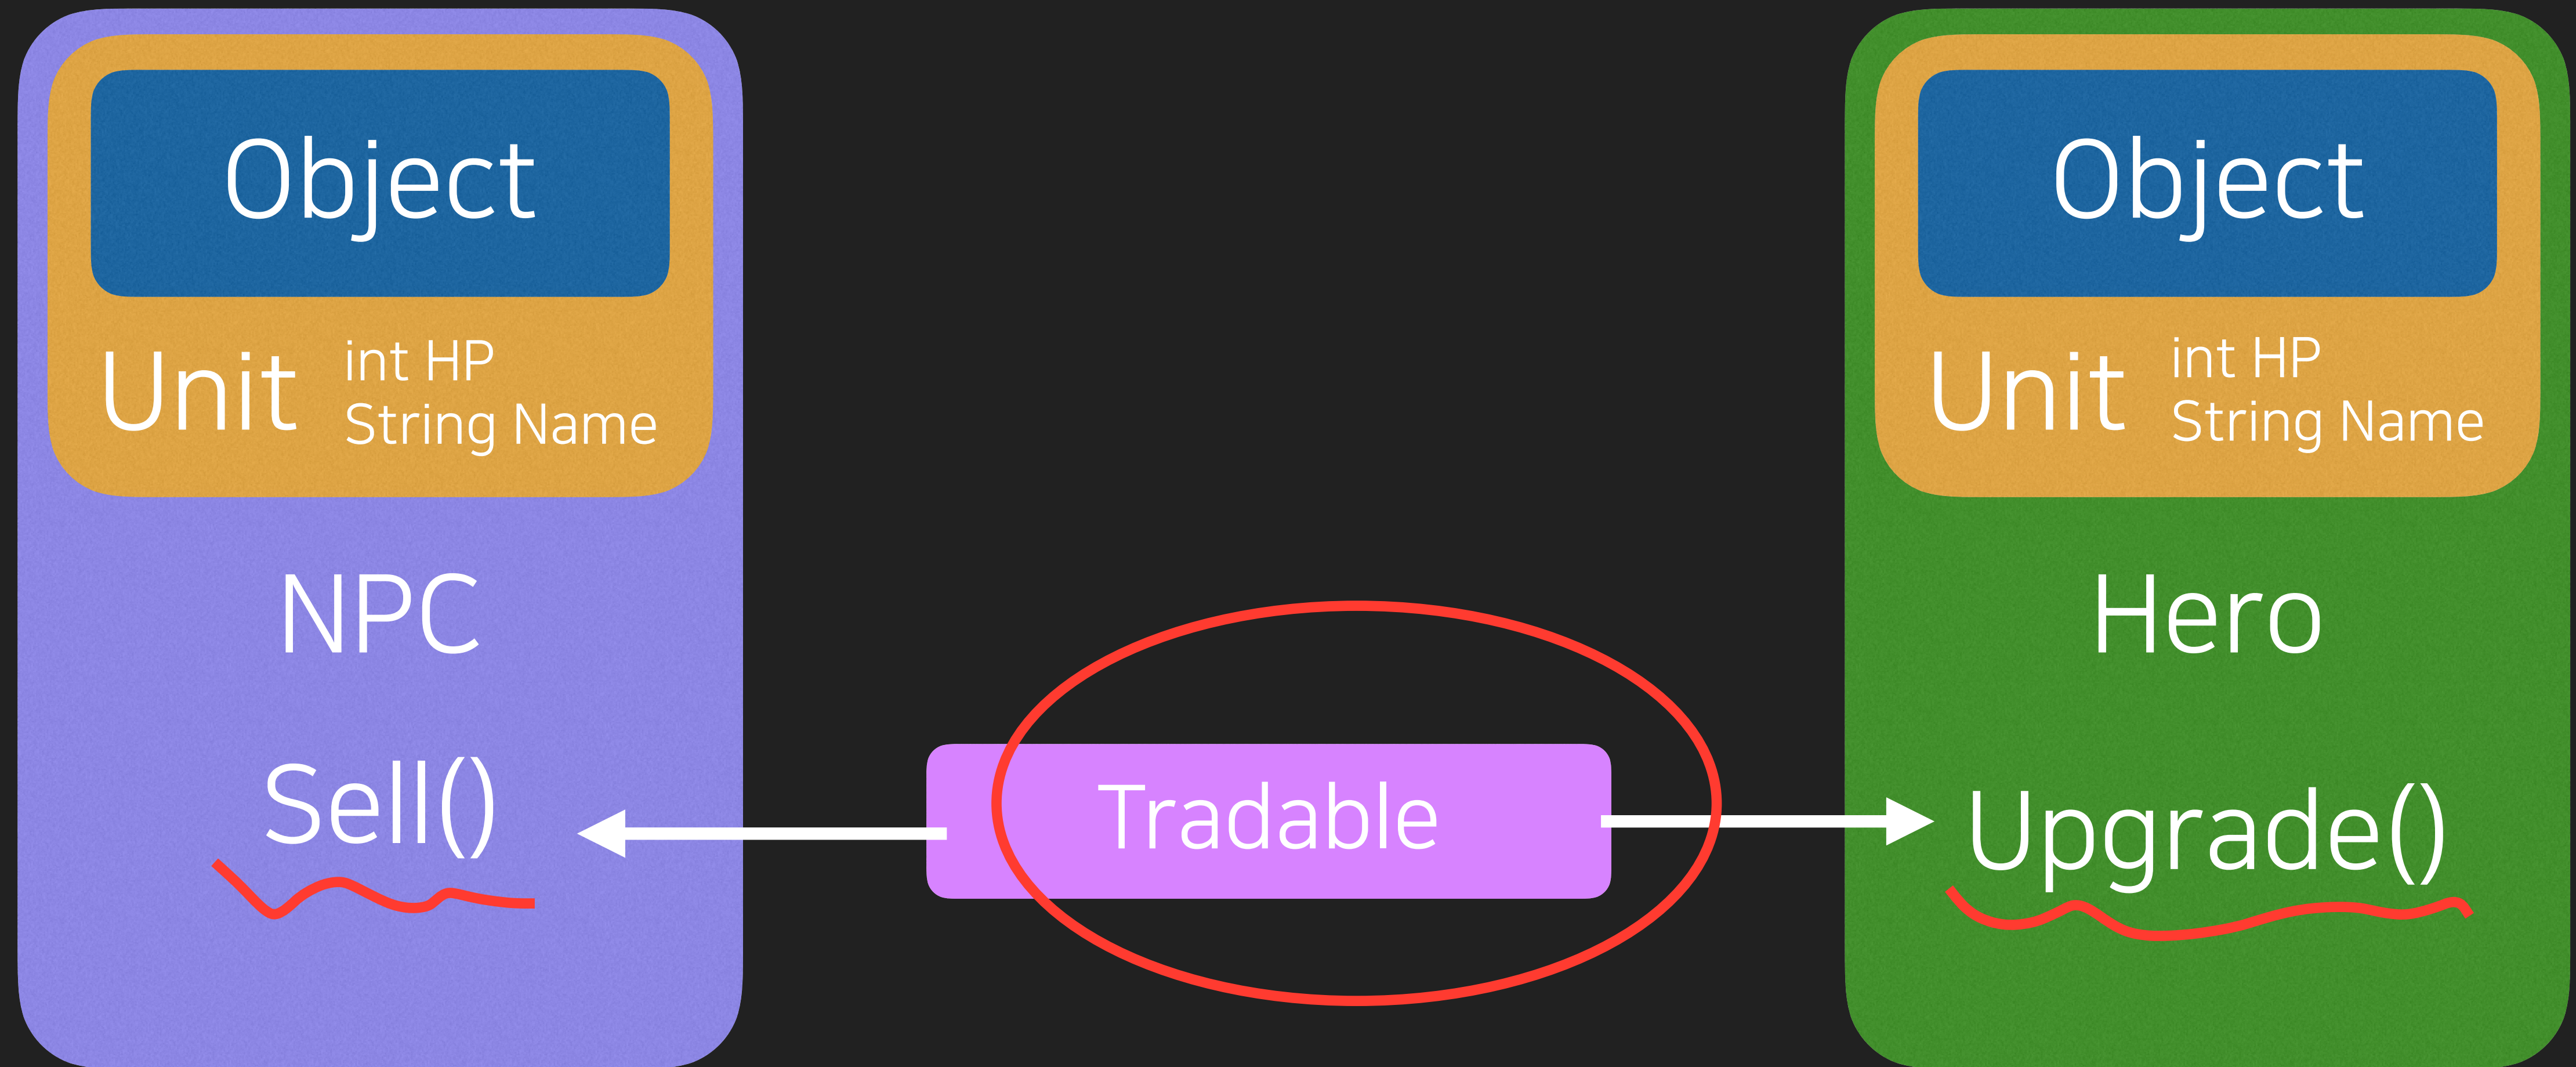 Object
Unit
int HP
String Name
NPC
Sell()
Tradable
Object
Unit
int HP
String Name
Hero
Upgrade()